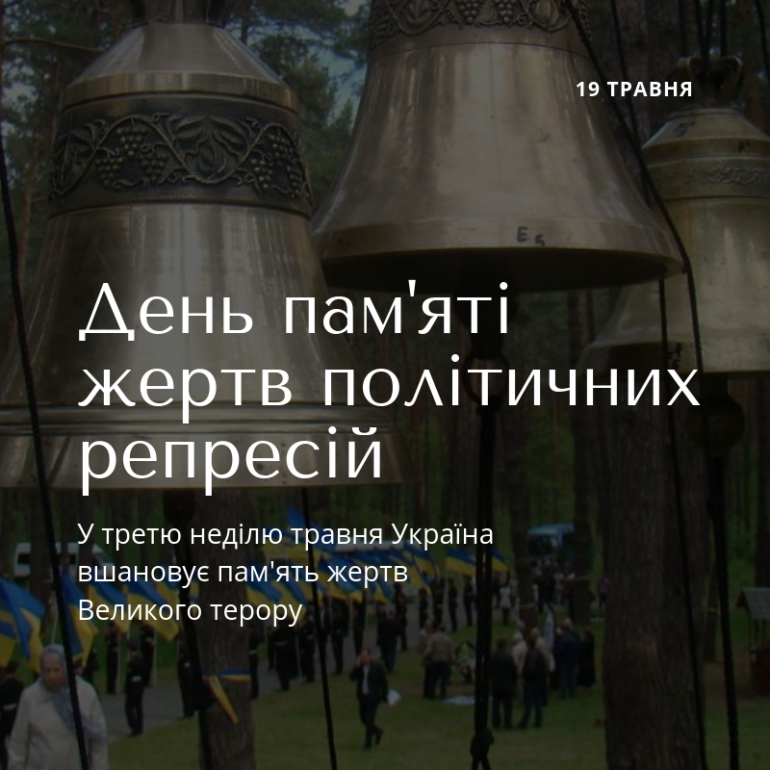 19 ТРАВНЯ
День пам'яті
жертв політичних
репресій
У третю неділю травня Україна
вшановує пам'ять жертв
Великого терору